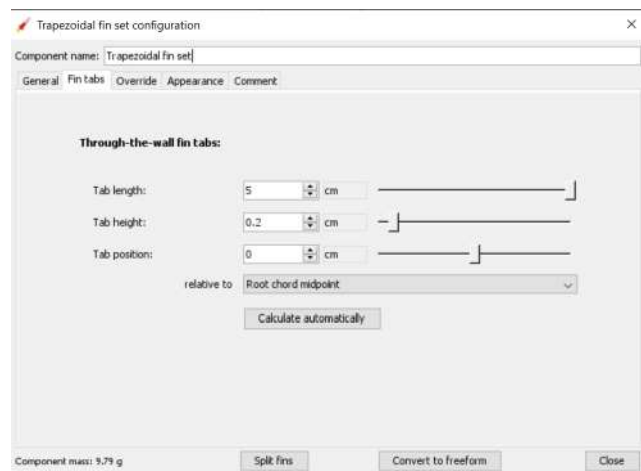 Trapezoidal fin set configuration
Component name: Trapezoidal fin set
General Fin tabs Override Appearance Comment
Through-the-wall fin tabs:
Tab length: 5 cm
Tab height: 0.2 cm
Tab position: 0 cm
relative to Root chord midpoint
Calculate automatically
Component mass: 9.79 g Split fins Convert to freeform Close